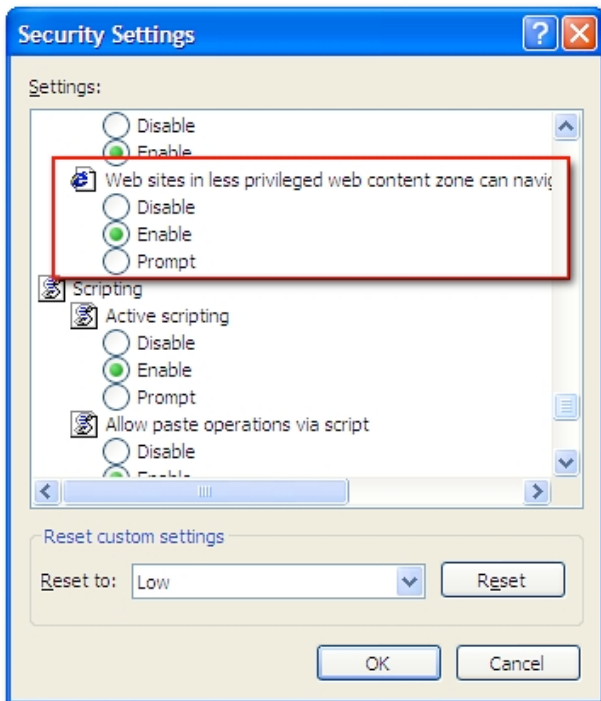 Security Settings
Settings:
Disable
Enable
Web sites in less privileged web content zone can navig
Disable
Enable
Prompt
Scripting
Active scripting
Disable
Enable
Prompt
Allow paste operations via script
Disable
Enable
Reset custom settings
Reset to: Low Reset
OK Cancel